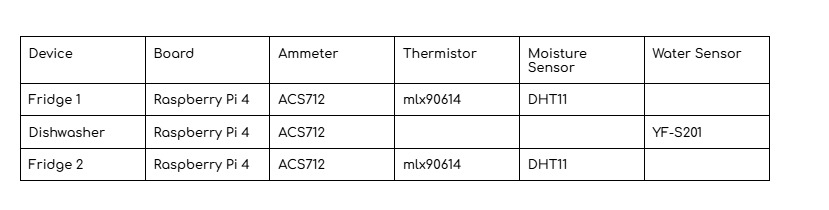 Device Board Ammeter Thermistor Moisture Sensor Water Sensor
Fridge 1 Raspberry Pi 4 ACS712 mlx90614 DHT11
Dishwasher Raspberry Pi 4 ACS712 YF-S201
Fridge 2 Raspberry Pi 4 ACS712 mlx90614 DHT11